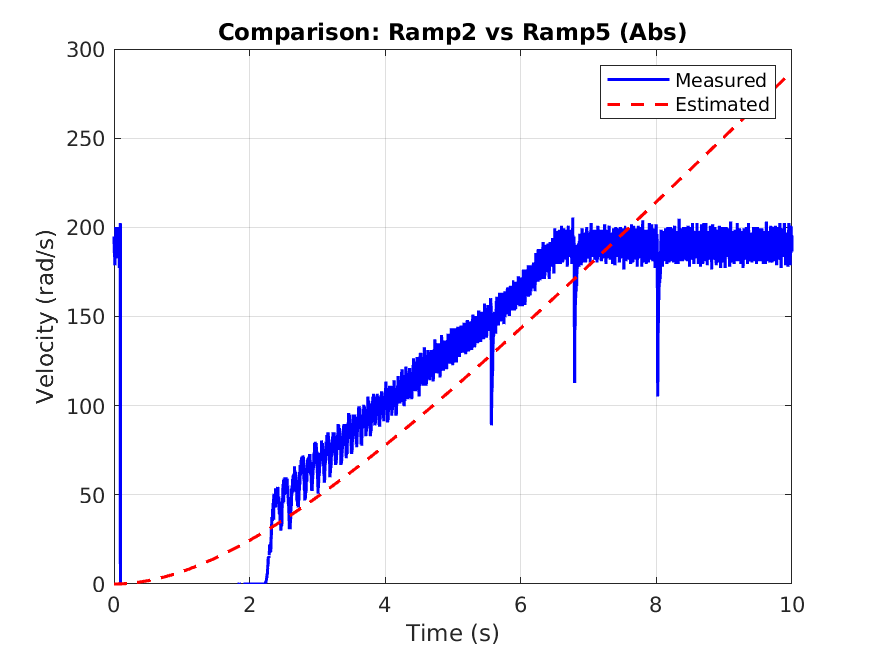 Comparison: Ramp2 vs Ramp5 (Abs)
300
250
200
150
100
50
0
Velocity (rad/s)
Measured
Estimated
0 2 4 6 8 10
Time (s)